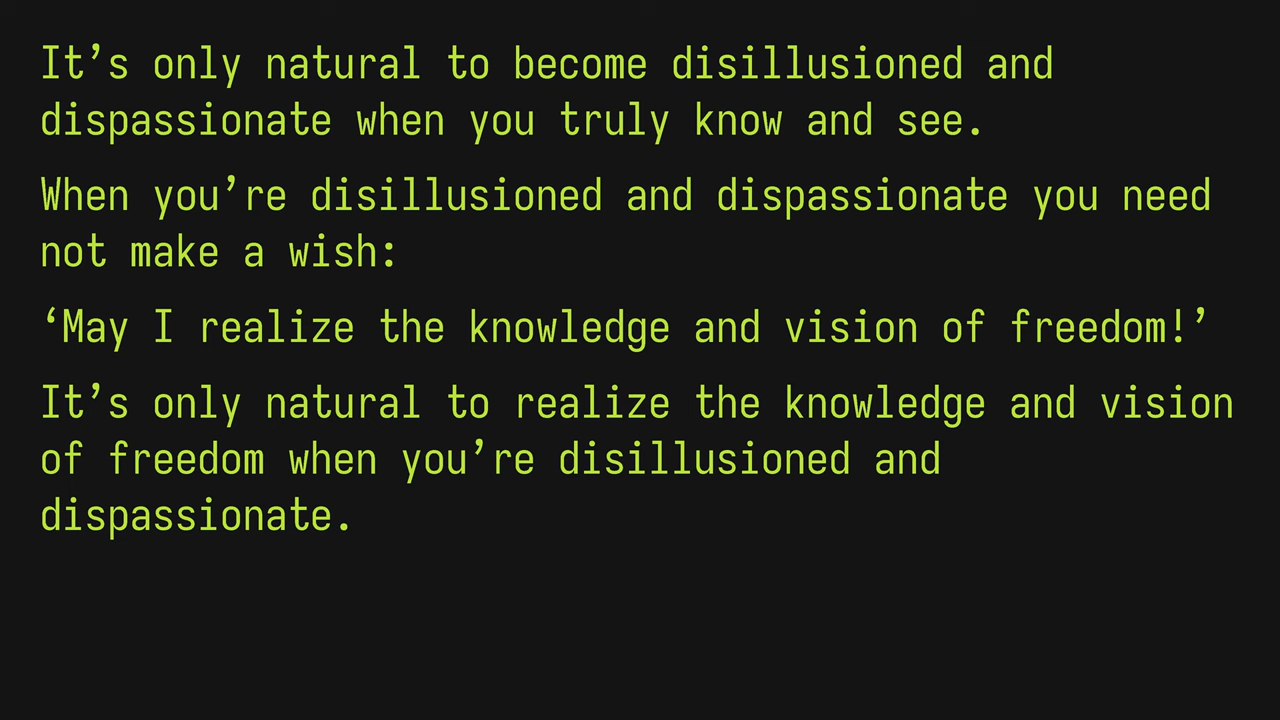 It’s only natural to become disillusioned and
dispassionate when you truly know and see.
When you’re disillusioned and dispassionate you need
not make a wish:
‘May I realize the knowledge and vision of freedom!’
It’s only natural to realize the knowledge and vision
of freedom when you’re disillusioned and
dispassionate.